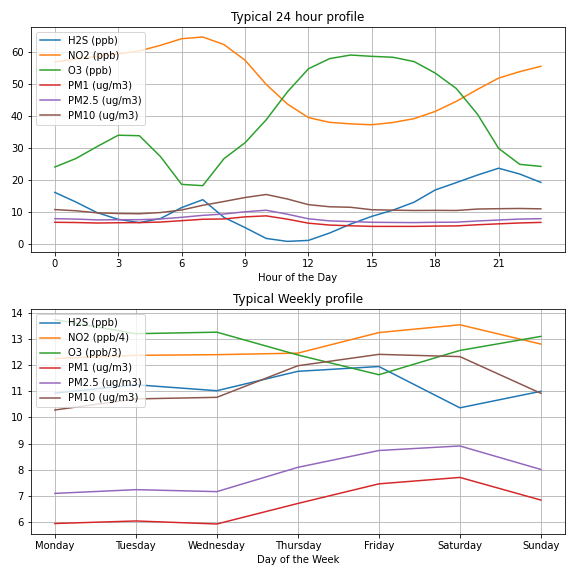 Typical 24 hour profile
H2S (ppb)
NO2 (ppb)
O3 (ppb)
PM1 (ug/m3)
PM2.5 (ug/m3)
PM10 (ug/m3)
60
50
40
30
20
10
0
0 3 6 9 12 15 18 21
Hour of the Day
Typical Weekly profile
H2S (ppb)
NO2 (ppb/4)
O3 (ppb/3)
PM1 (ug/m3)
PM2.5 (ug/m3)
PM10 (ug/m3)
14
13
12
11
10
9
8
7
6
Monday Tuesday Wednesday Thursday Friday Saturday Sunday
Day of the Week